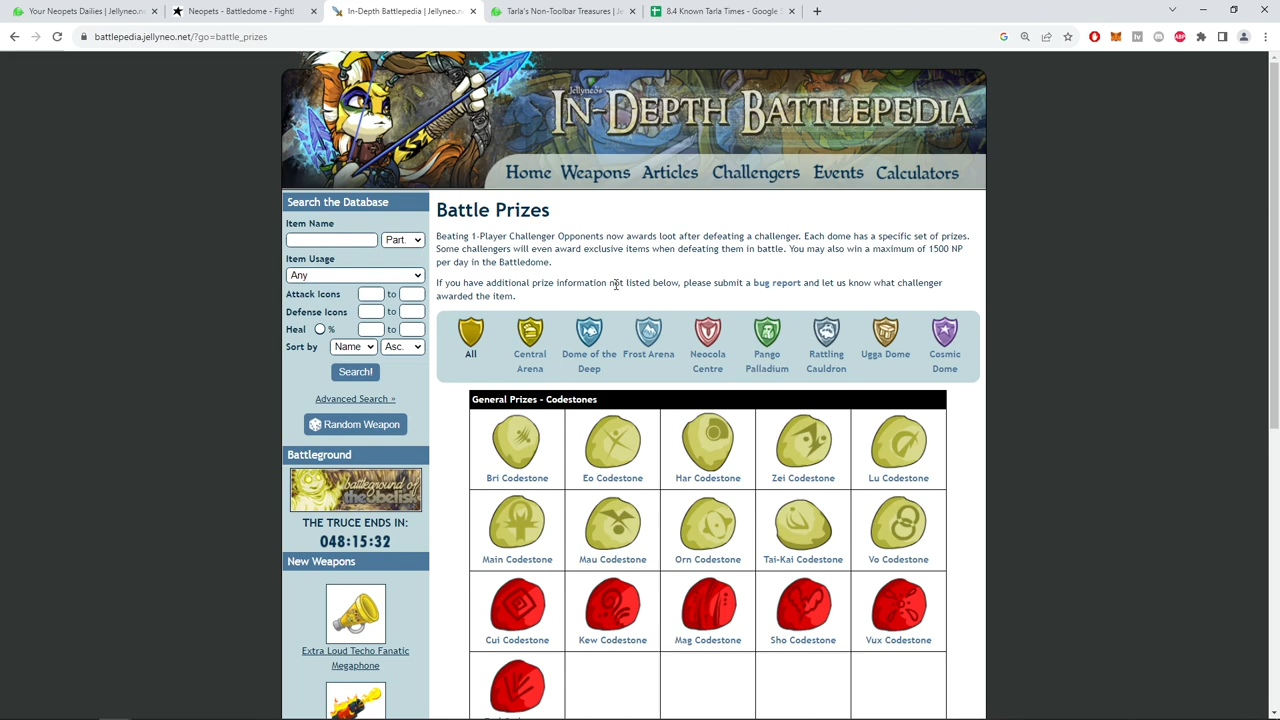 Your Neopets Dailies | Jellyneo.n
Neopets - Battledome - Fight!
In-Depth Battlepedia | Jellyneo.n
Tarla's Non-Toolbar Treasures | Je
8.4 Known Tarla Times - Google S
battlepedia.jellyneo.net/?go=battle_prizes
Jellyneo's
IN-DEPTH BATTLEPEDIA
Home Weapons Articles Challengers Events Calculators
Search the Database
Item Name
Part.
Item Usage
Any
Attack Icons to
Defense Icons to
Heal % to
Sort by Name Asc.
Search!
Advanced Search »
Random Weapon
Battleground
battleground of
the obelisk
THE TRUCE ENDS IN:
048:15:32
New Weapons
Extra Loud Techo Fanatic
Megaphone
Battle Prizes
Beating 1-Player Challenger Opponents now awards loot after defeating a challenger. Each dome has a specific set of prizes.
Some challengers will even award exclusive items when defeating them in battle. You may also win a maximum of 1500 NP
per day in the Battledome.
If you have additional prize information not listed below, please submit a bug report and let us know what challenger
awarded the item.
All
Central
Arena
Dome of the
Deep
Frost Arena
Neocola
Centre
Pango
Palladium
Rattling
Cauldron
Ugga Dome
Cosmic
Dome
General Prizes - Codestones
Bri Codestone
Eo Codestone
Har Codestone
Zei Codestone
Lu Codestone
Main Codestone
Mau Codestone
Orn Codestone
Tai-Kai Codestone
Vo Codestone
Cui Codestone
Kew Codestone
Mag Codestone
Sho Codestone
Vux Codestone